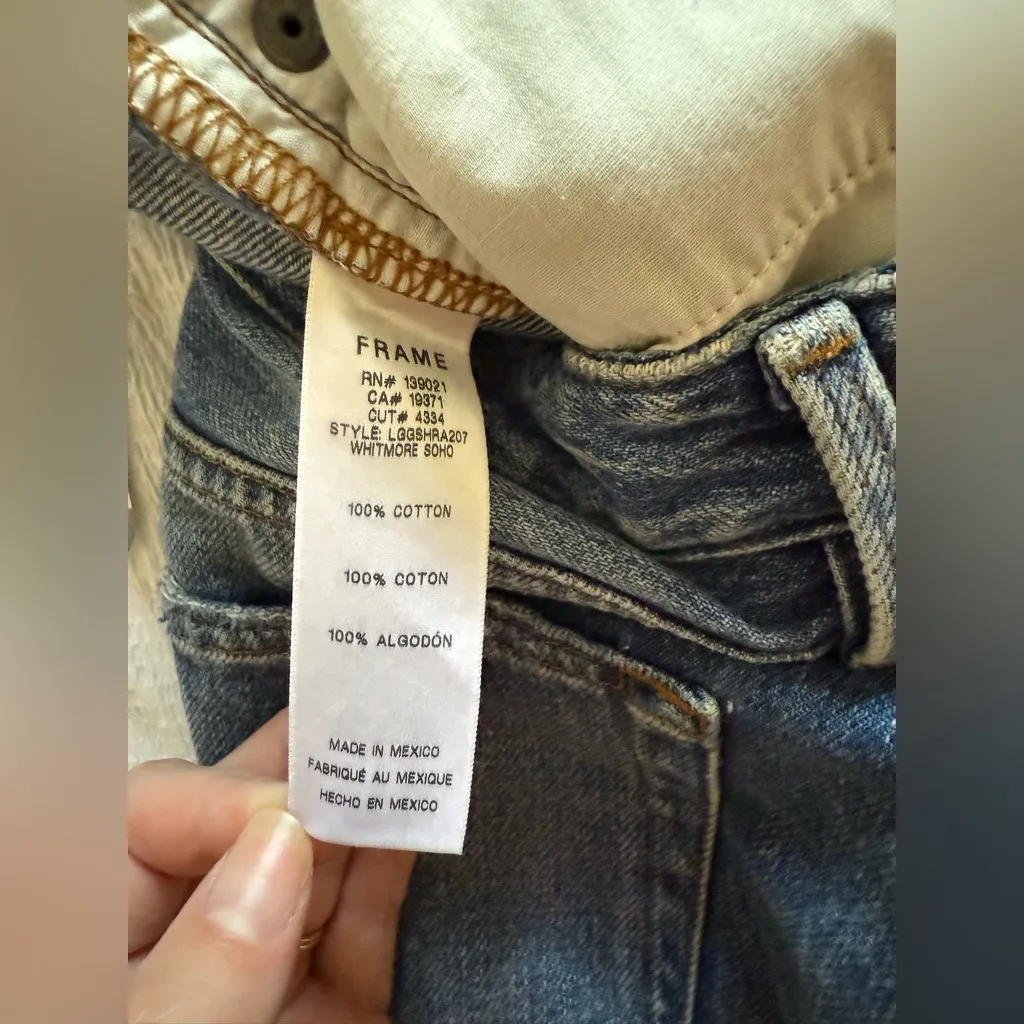 FRAME
RN# 139021
CA# 19371
CUT# 4334
STYLE: LGGSHRA207
WHITMORE SOHO
100% COTTON
100% COTON
100% ALGODÓN
MADE IN MEXICO
FABRIQUÉ AU MEXIQUE
HECHO EN MEXICO